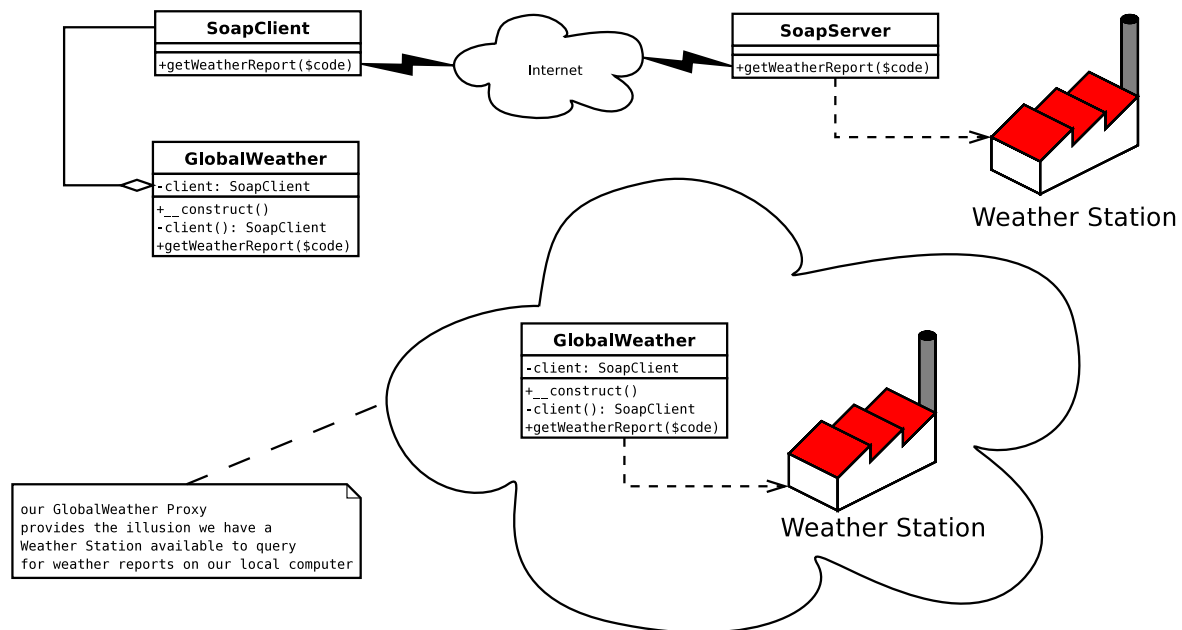 SoapClient
+getWeatherReport($code)
Internet
SoapServer
+getWeatherReport($code)
Weather Station
GlobalWeather
-client: SoapClient
+__construct()
-client(): SoapClient
+getWeatherReport($code)
GlobalWeather
-client: SoapClient
+__construct()
-client(): SoapClient
+getWeatherReport($code)
Weather Station
our GlobalWeather Proxy
provides the illusion we have a
Weather Station available to query
for weather reports on our local computer